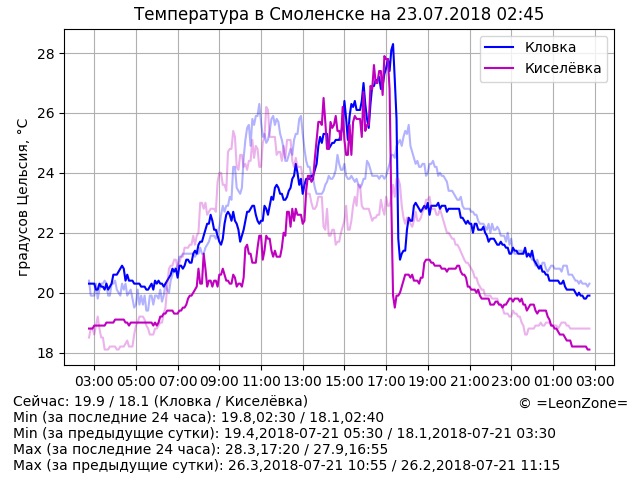 Температура в Смоленске на 23.07.2018 02:45
Кловка
Киселёвка
градусов Цельсия, °C
28
26
24
22
20
18
03:00 05:00 07:00 09:00 11:00 13:00 15:00 17:00 19:00 21:00 23:00 01:00 03:00
Сейчас: 19.9 / 18.1 (Кловка / Киселёвка)
© =LeonZone=
Min (за последние 24 часа): 19.8,02:30 / 18.1,02:40
Min (за предыдущие сутки): 19.4,2018-07-21 05:30 / 18.1,2018-07-21 03:30
Max (за последние 24 часа): 28.3,17:20 / 27.9,16:55
Max (за предыдущие сутки): 26.3,2018-07-21 10:55 / 26.2,2018-07-21 11:15